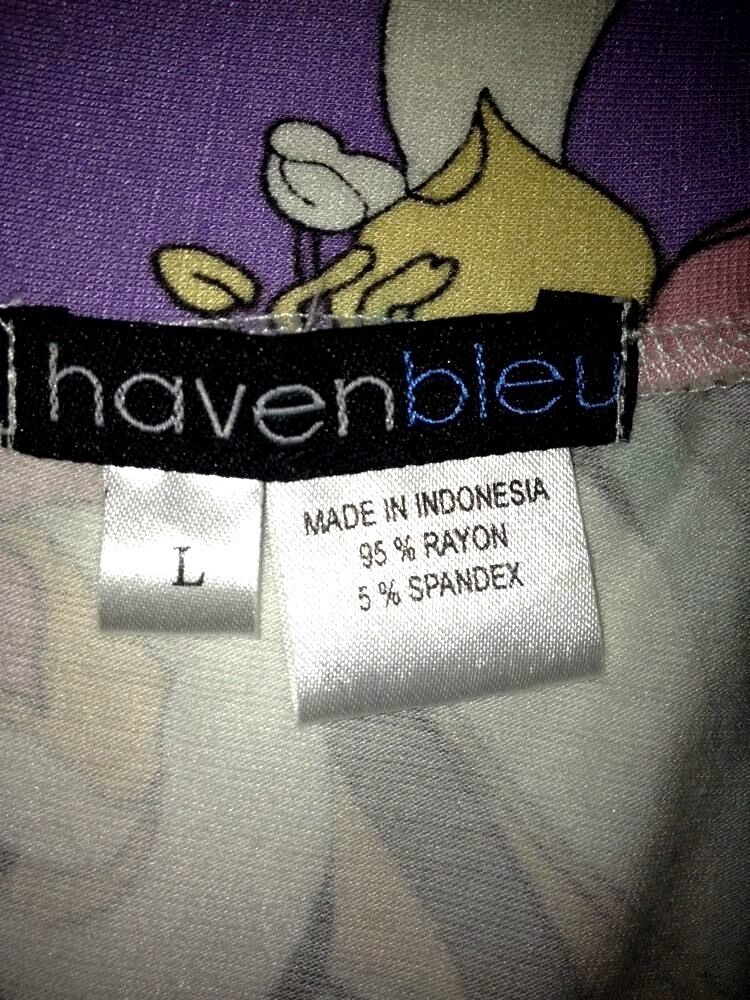 havenbleu
L
MADE IN INDONESIA
95 % RAYON
5 % SPANDEX